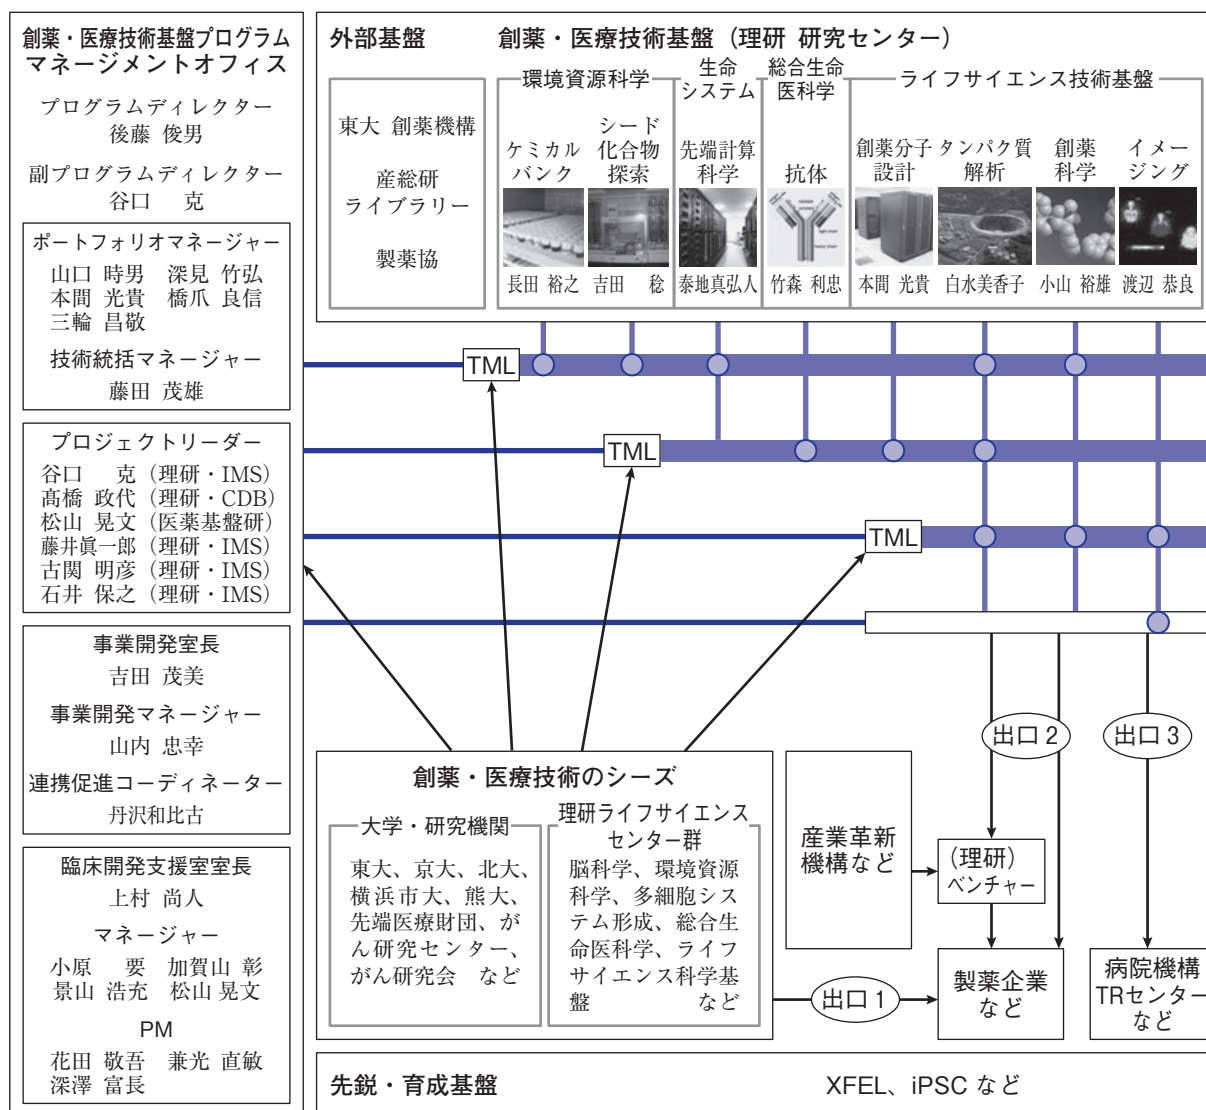 創薬・医療技術基盤プログラム
マネージメントオフィス
プログラムディレクター
後藤 俊男
副プログラムディレクター
谷口 克
ポートフォリオマネージャー
山口 時男 深見 竹弘
本間 光貴 橋爪 良信
三輪 昌敬
技術統括マネージャー
藤田 茂雄
プロジェクトリーダー
谷口 克(理研・IMS)
髙橋 政代(理研・CDB)
松山 晃文(医薬基盤研)
藤井眞一郎(理研・IMS)
古関 明彦(理研・IMS)
石井 保之(理研・IMS)
事業開発室長
吉田 茂美
事業開発マネージャー
山内 忠幸
連携促進コーディネーター
丹沢和比古
臨床開発支援室室長
上村 尚人
マネージャー
小原 要 加賀山 彰
景山 浩充 松山 晃文
PM
花田 敬吾 兼光 直敏
深澤 富長
外部基盤
東大 創薬機構
産総研
ライブラリー
製薬協
創薬・医療技術基盤(理研 研究センター)
環境資源科学
ケミカル
バンク
長田 裕之
シード
化合物
探索
吉田 稔
生命
システム
先端計算
科学
泰地真弘人
総合生命
医科学
抗体
竹森 利忠
ライフサイエンス技術基盤
創薬分子
設計
本間 光貴
タンパク質
解析
白水美香子
創薬
科学
小山 裕雄
イメー
ジング
渡辺 恭良
TML
TML
TML
創薬・医療技術のシーズ
大学・研究機関
東大、京大、北大、
横浜市大、熊大、
先端医療財団、が
ん研究センター、
がん研究会 など
理研ライフサイエンス
センター群
脳科学、環境資源
科学、多細胞シス
テム形成、総合生
命医科学、ライフ
サイエンス科学基
盤 など
出口 1
出口 2
出口 3
産業革新
機構など
(理研)
ベンチャー
製薬企業
など
病院機構
TRセンター
など
先鋭・育成基盤
XFEL、iPSC など